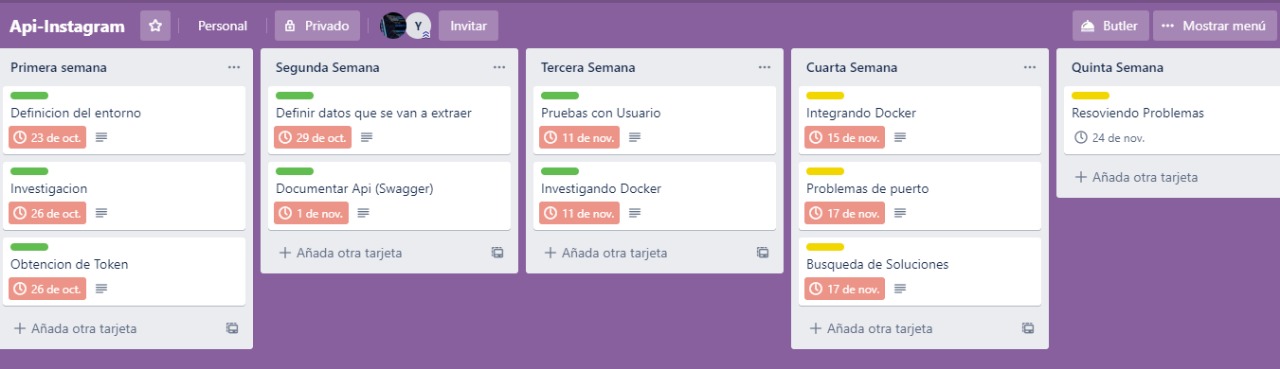 Api-Instagram
Personal
Privado
Y
Invitar
Butler
Mostrar menú
Primera semana
Definicion del entorno
23 de oct.
Investigacion
26 de oct.
Obtencion de Token
26 de oct.
Añada otra tarjeta
Segunda Semana
Definir datos que se van a extraer
29 de oct.
Documentar Api (Swagger)
1 de nov.
Añada otra tarjeta
Tercera Semana
Pruebas con Usuario
11 de nov.
Investigando Docker
11 de nov.
Añada otra tarjeta
Cuarta Semana
Integrando Docker
15 de nov.
Problemas de puerto
17 de nov.
Busqueda de Soluciones
17 de nov.
Añada otra tarjeta
Quinta Semana
Resoviendo Problemas
24 de nov.
Añada otra tarjeta